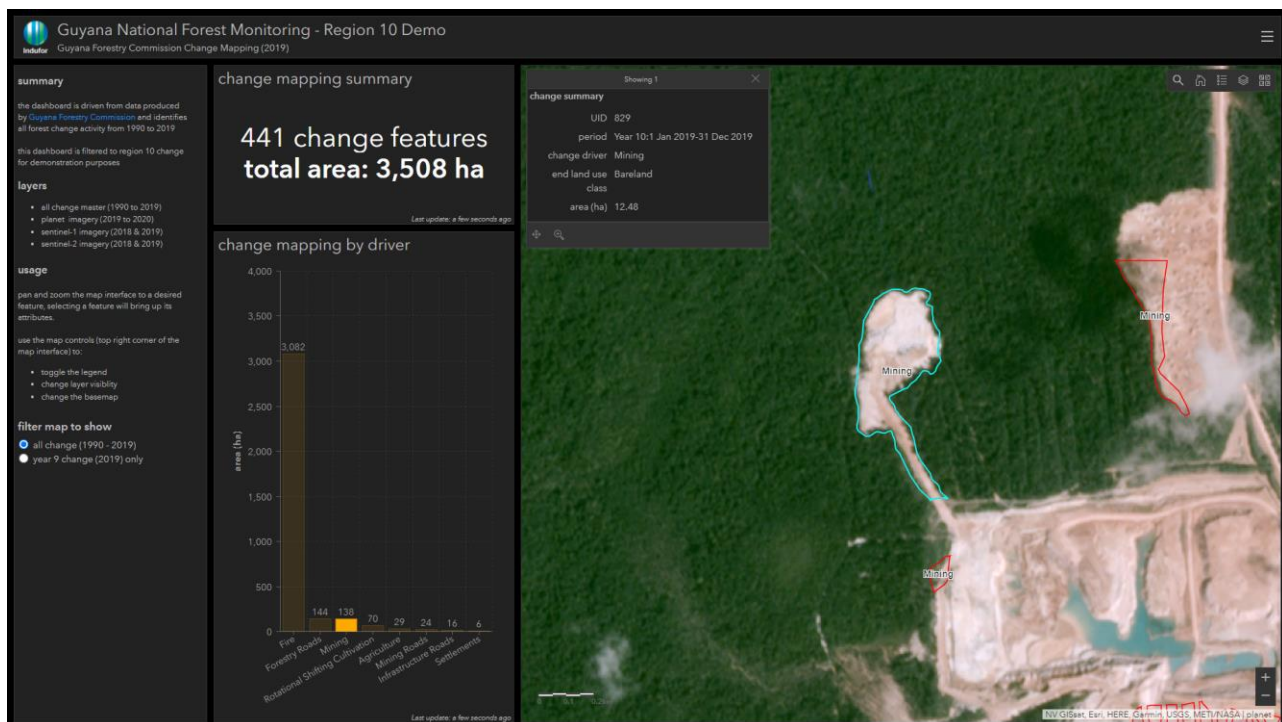 indufor
Guyana National Forest Monitoring - Region 10 Demo
Guyana Forestry Commission Change Mapping (2019)
summary
the dashboard is driven from data produced
by Guyana Forestry Commission and identifies
all forest change activity from 1990 to 2019
this dashboard is filtered to region 10 change
for demonstration purposes
layers
• all change master (1990 to 2019)
• planet imagery (2019 to 2020)
• sentinel-1 imagery (2018 & 2019)
• sentinel-2 imagery (2018 & 2019)
usage
pan and zoom the map interface to a desired
feature, selecting a feature will bring up its
attributes.
use the map controls (top right corner of the
map interface) to:
• toggle the legend
• change layer visiblity
• change the basemap
filter map to show
all change (1990 - 2019)
year 9 change (2019) only
change mapping summary
441 change features
total area: 3,508 ha
Last update: a few seconds ago
change mapping by driver
area (ha)
4,000
3,500
3,000
2,500
2,000
1,500
1,000
500
0
3,082
144
138
70
29
24
16
6
Fire
Forestry Roads
Mining
Rotational Shifting Cultivation
Agriculture
Mining Roads
Infrastructure Roads
Settlements
Last update: a few seconds ago
Showing 1
change summary
UID 829
period Year 10:1 Jan 2019-31 Dec 2019
change driver Mining
end land use Bareland
class
area (ha) 12.48
Mining
Mining
Mining
+
−
NV GISsat, Esri, HERE, Garmin, USGS, METI/NASA | planet